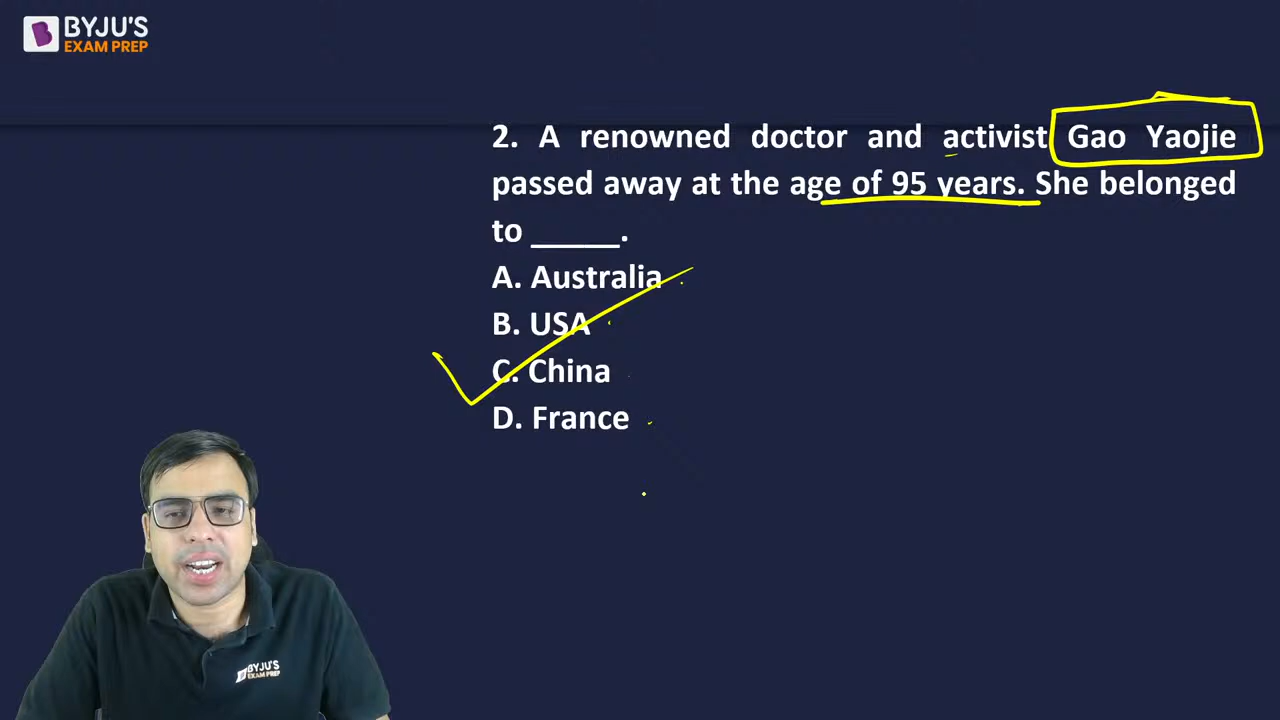 BYJU'S
EXAM PREP
2. A renowned doctor and activist Gao Yaojie
passed away at the age of 95 years. She belonged
to _____.
A. Australia
B. USA
C. China
D. France
BYJU'S
EXAM PREP